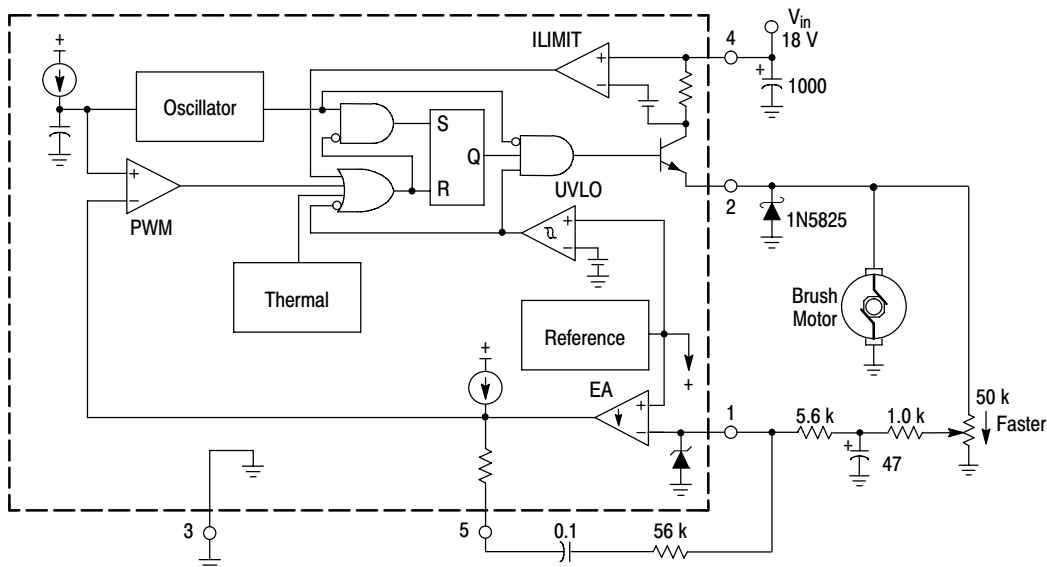 +
Oscillator
ILIMIT
4
V_in
18 V
+
−
+
1000
S
Q
R
+
−
PWM
UVLO
2
1N5825
+
−
Thermal
Brush
Motor
Reference
+
+
EA
+
−
1
5.6 k
1.0 k
50 k
Faster
+
47
3
5
0.1
56 k